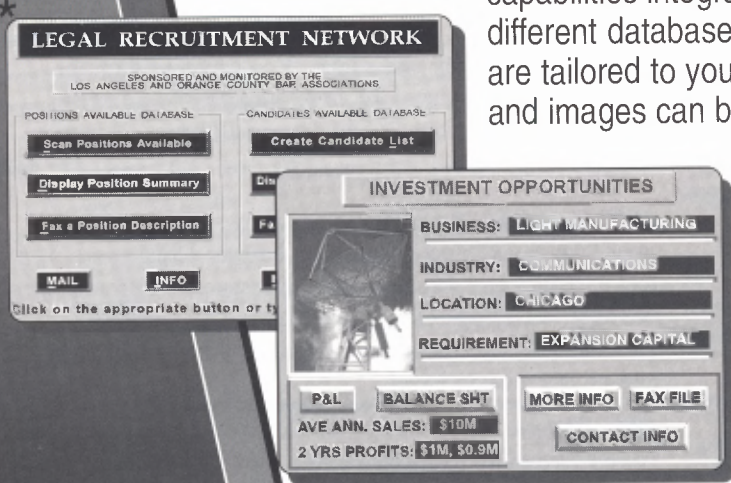 capabilities integr
different database
are tailored to you
and images can b
*
LEGAL RECRUITMENT NETWORK
SPONSORED AND MONITORED BY THE
LOS ANGELES AND ORANGE COUNTY BAR ASSOCIATIONS
POSITIONS AVAILABLE DATABASE
Scan Positions Available
Display Position Summary
Fax a Position Description
CANDIDATES AVAILABLE DATABASE
Create Candidate List
Dis
Fa
MAIL
INFO
Click on the appropriate button or ty
INVESTMENT OPPORTUNITIES
BUSINESS: LIGHT MANUFACTURING
INDUSTRY: COMMUNICATIONS
LOCATION: CHICAGO
REQUIREMENT: EXPANSION CAPITAL
P&L
BALANCE SHT
AVE ANN. SALES: $10M
2 YRS PROFITS: $1M, $0.9M
MORE INFO
FAX FILE
CONTACT INFO